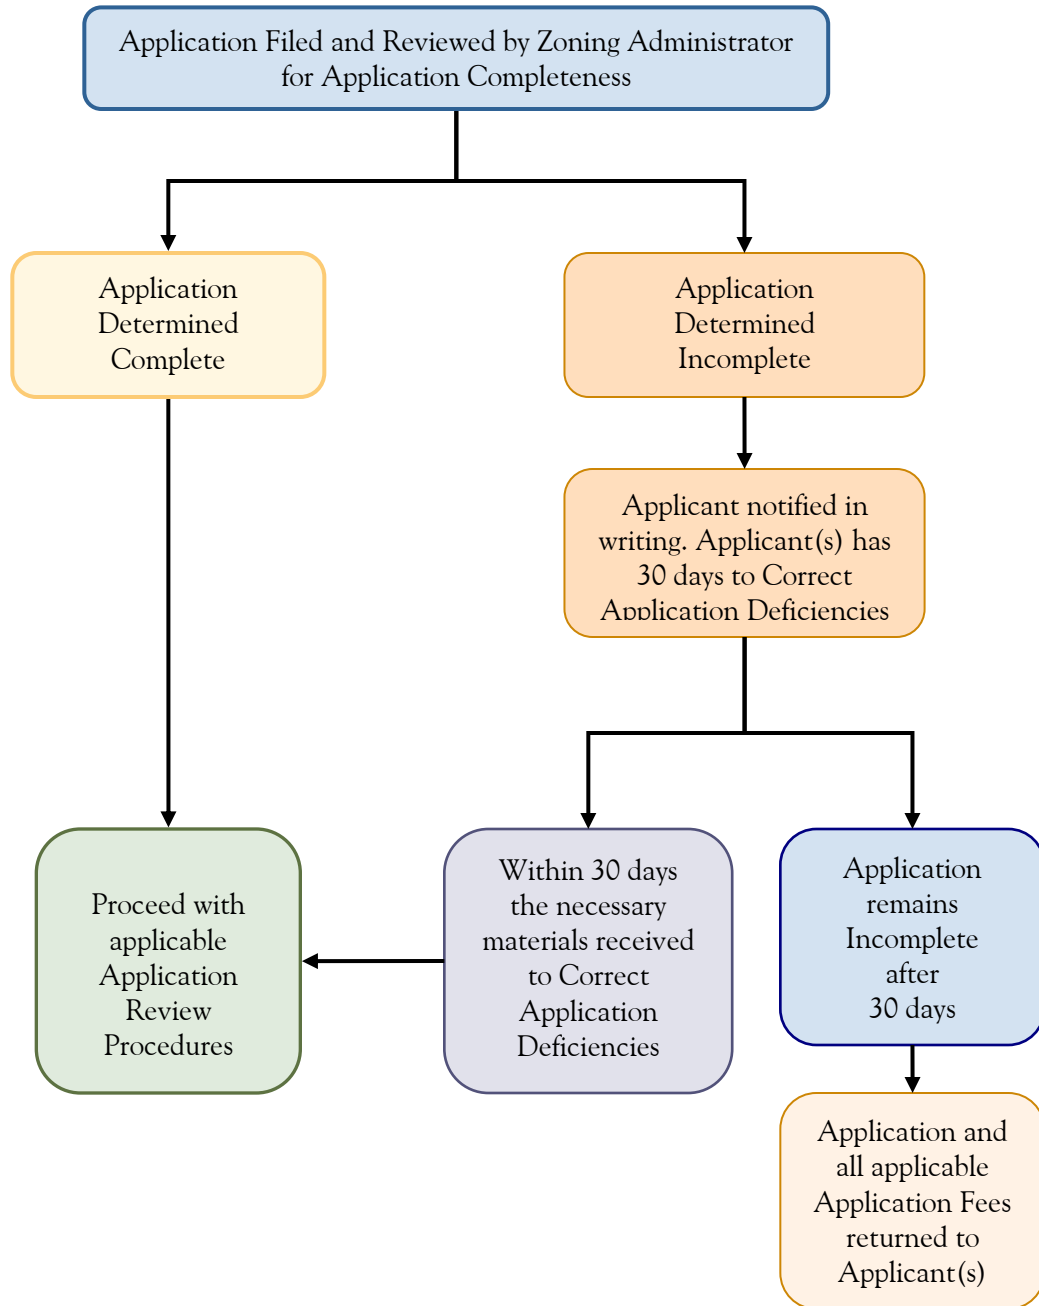 Application Filed and Reviewed by Zoning Administrator
for Application Completeness
Application
Determined
Complete
Application
Determined
Incomplete
Applicant notified in
writing. Applicant(s) has
30 days to Correct
Application Deficiencies
Proceed with
applicable
Application
Review
Procedures
Within 30 days
the necessary
materials received
to Correct
Application
Deficiencies
Application
remains
Incomplete
after
30 days
Application and
all applicable
Application Fees
returned to
Applicant(s)